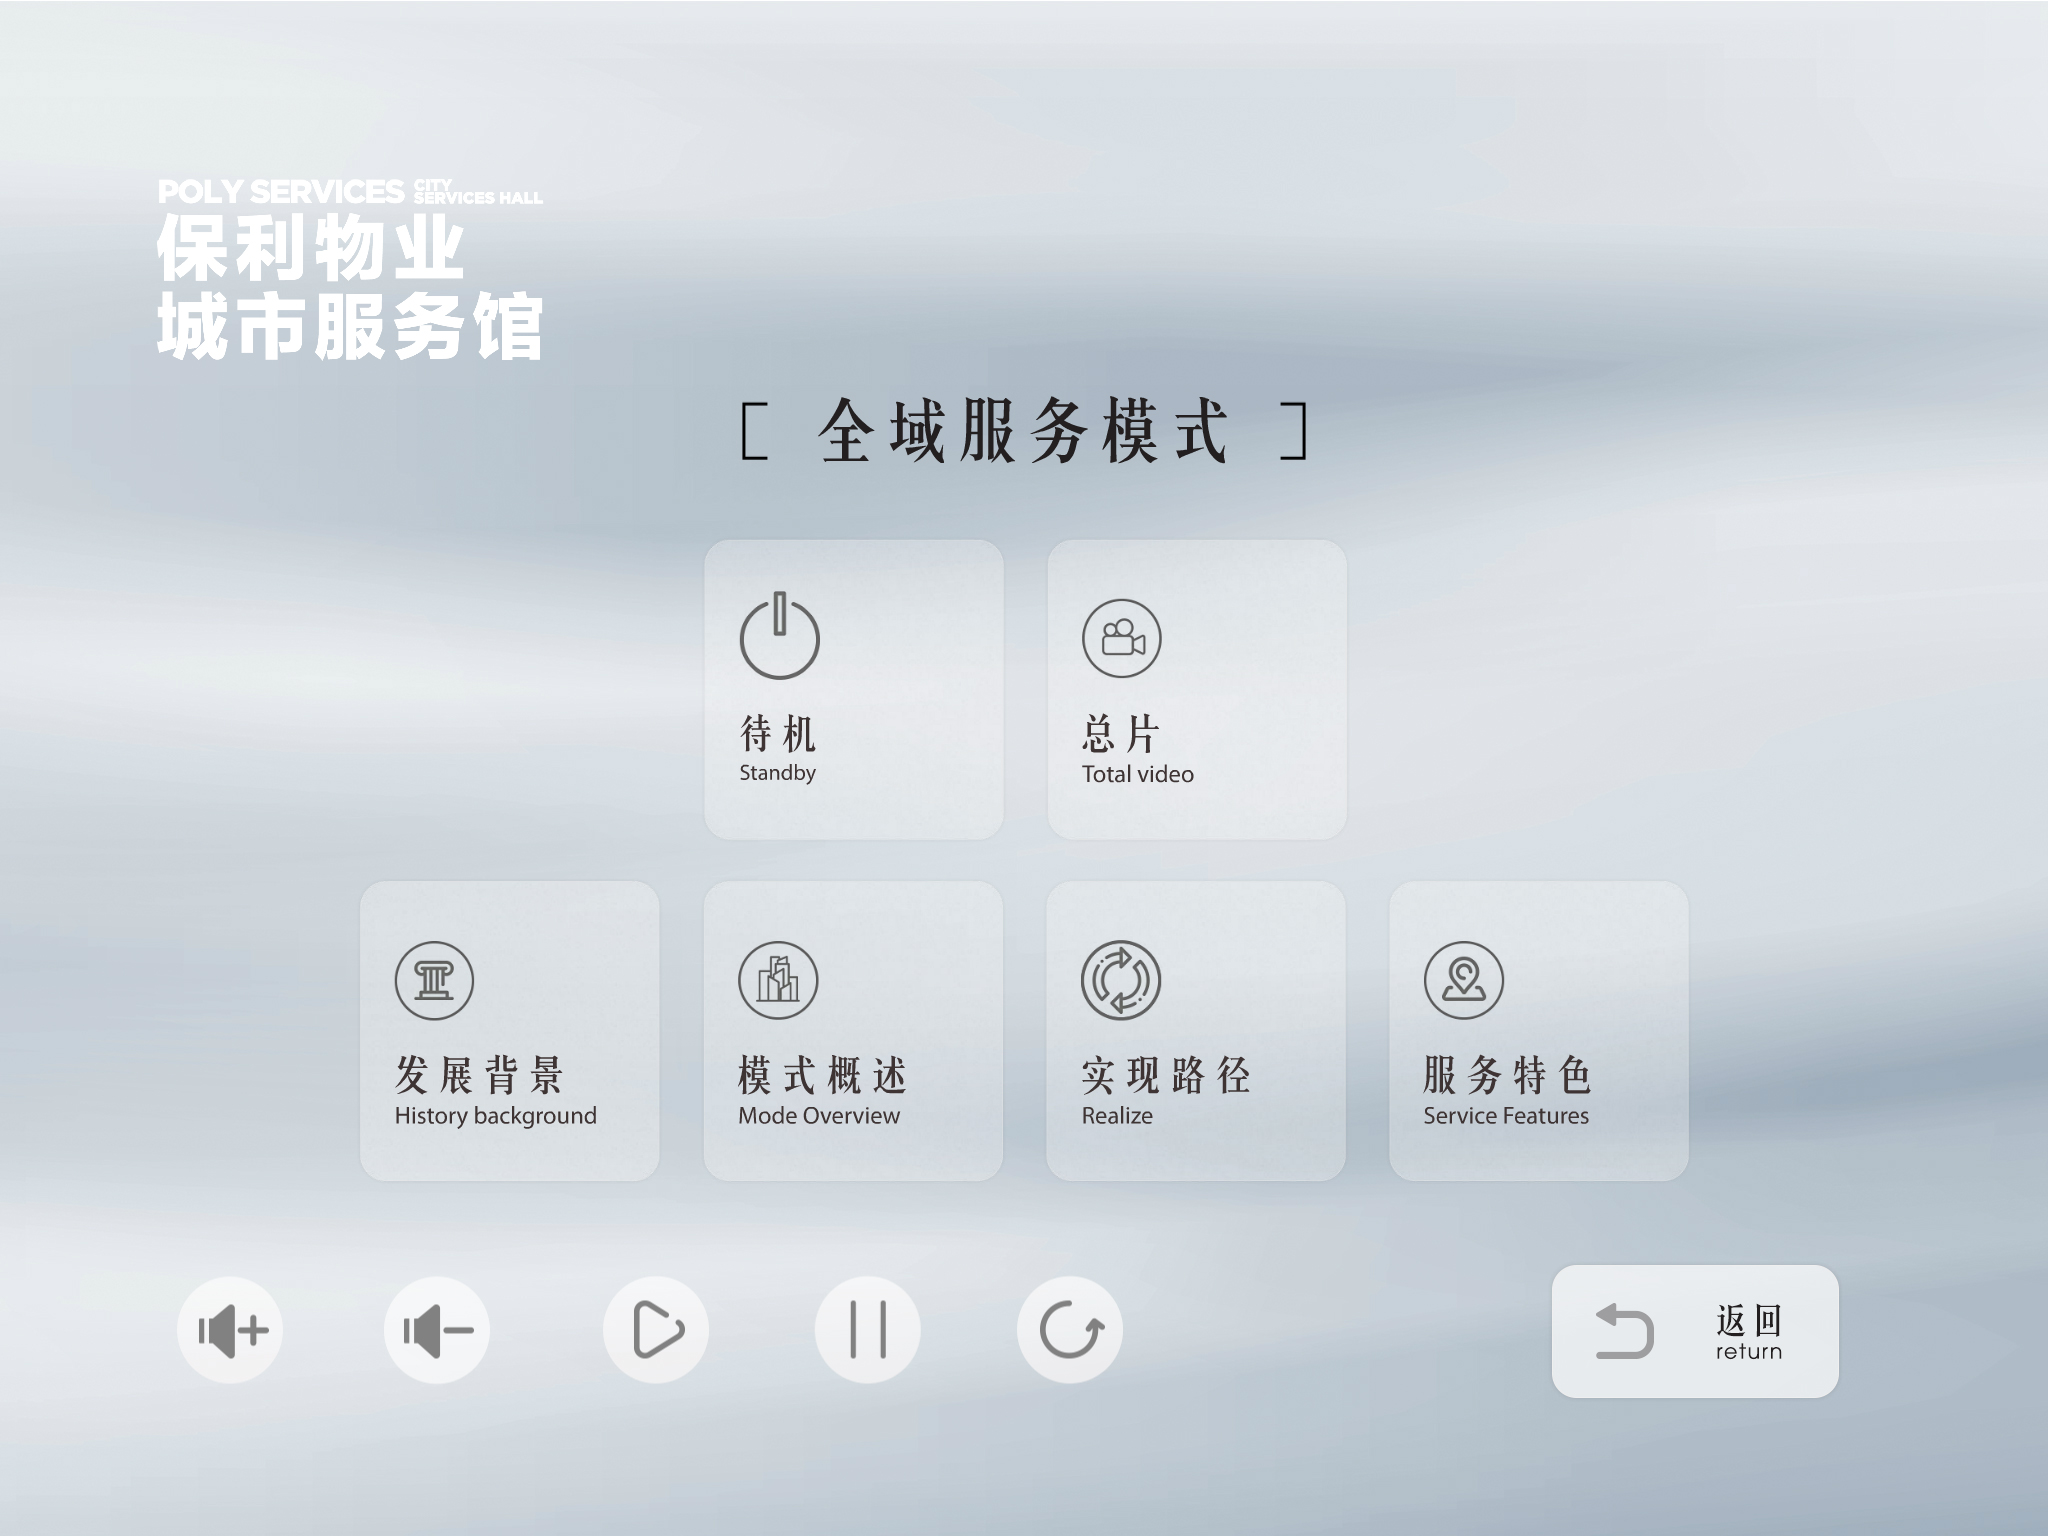 POLY SERVICES CITY SERVICES HALL
保利物业
城市服务馆
[ 全域服务模式 ]
待机
Standby
总片
Total video
发展背景
History background
模式概述
Mode Overview
实现路径
Realize
服务特色
Service Features
返回
return